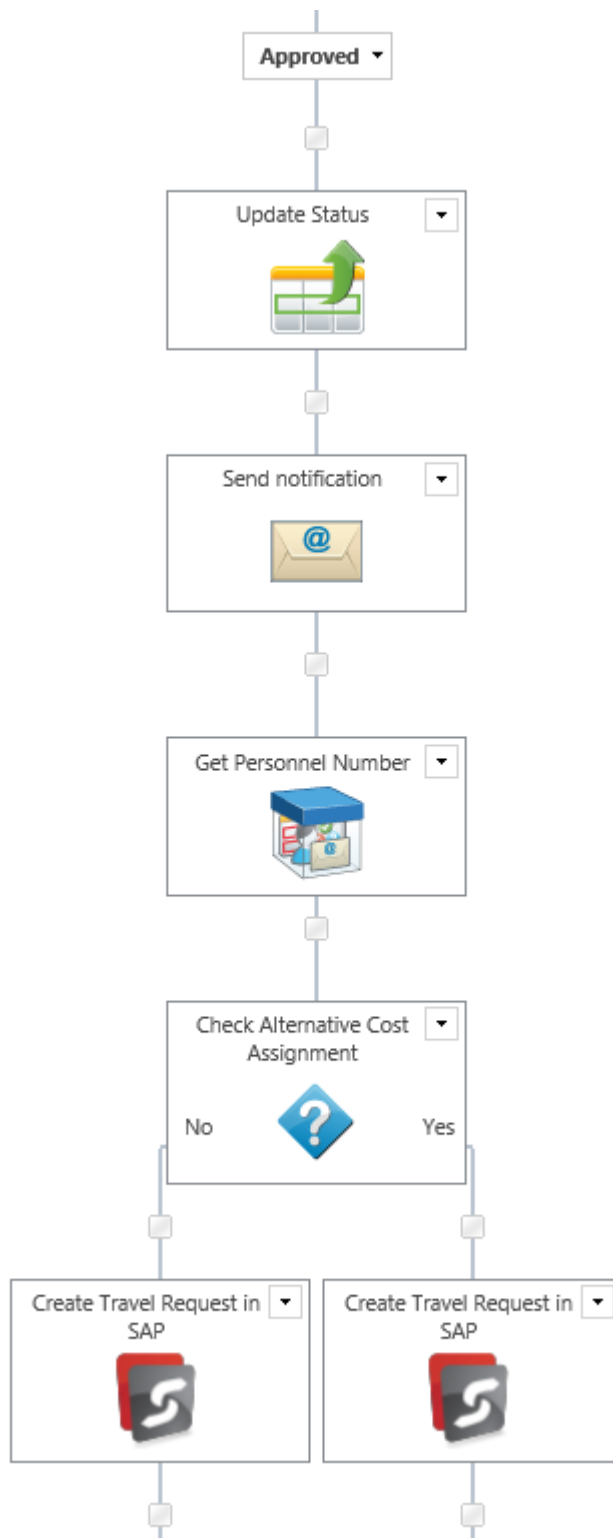 Approved
Update Status
@
Send notification
@
Get Personnel Number
@
Check Alternative Cost
Assignment
No
?
Yes
Create Travel Request in
SAP
Create Travel Request in
SAP